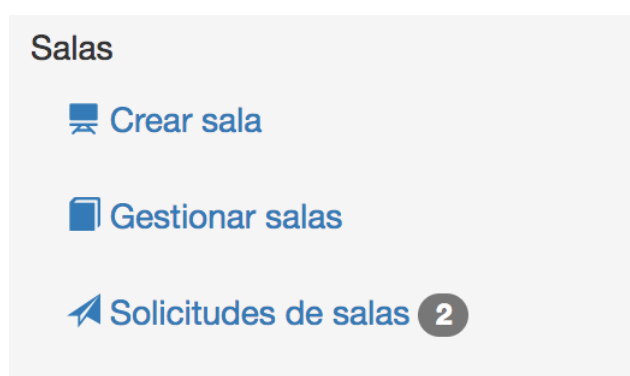 Salas
Crear sala
Gestionar salas
Solicitudes de salas 2